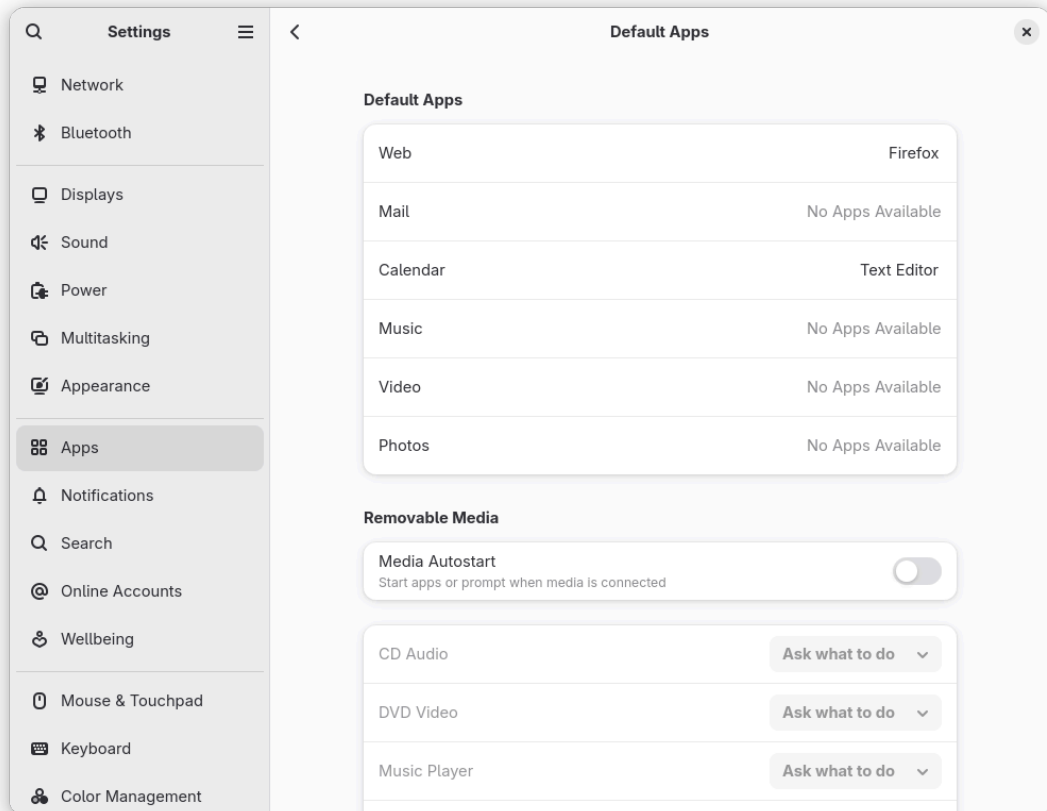 Settings
Network
Bluetooth
Displays
Sound
Power
Multitasking
Appearance
Apps
Notifications
Search
Online Accounts
Wellbeing
Mouse & Touchpad
Keyboard
Color Management
Default Apps
Default Apps
Web Firefox
Mail No Apps Available
Calendar Text Editor
Music No Apps Available
Video No Apps Available
Photos No Apps Available
Removable Media
Media Autostart
Start apps or prompt when media is connected
CD Audio Ask what to do
DVD Video Ask what to do
Music Player Ask what to do